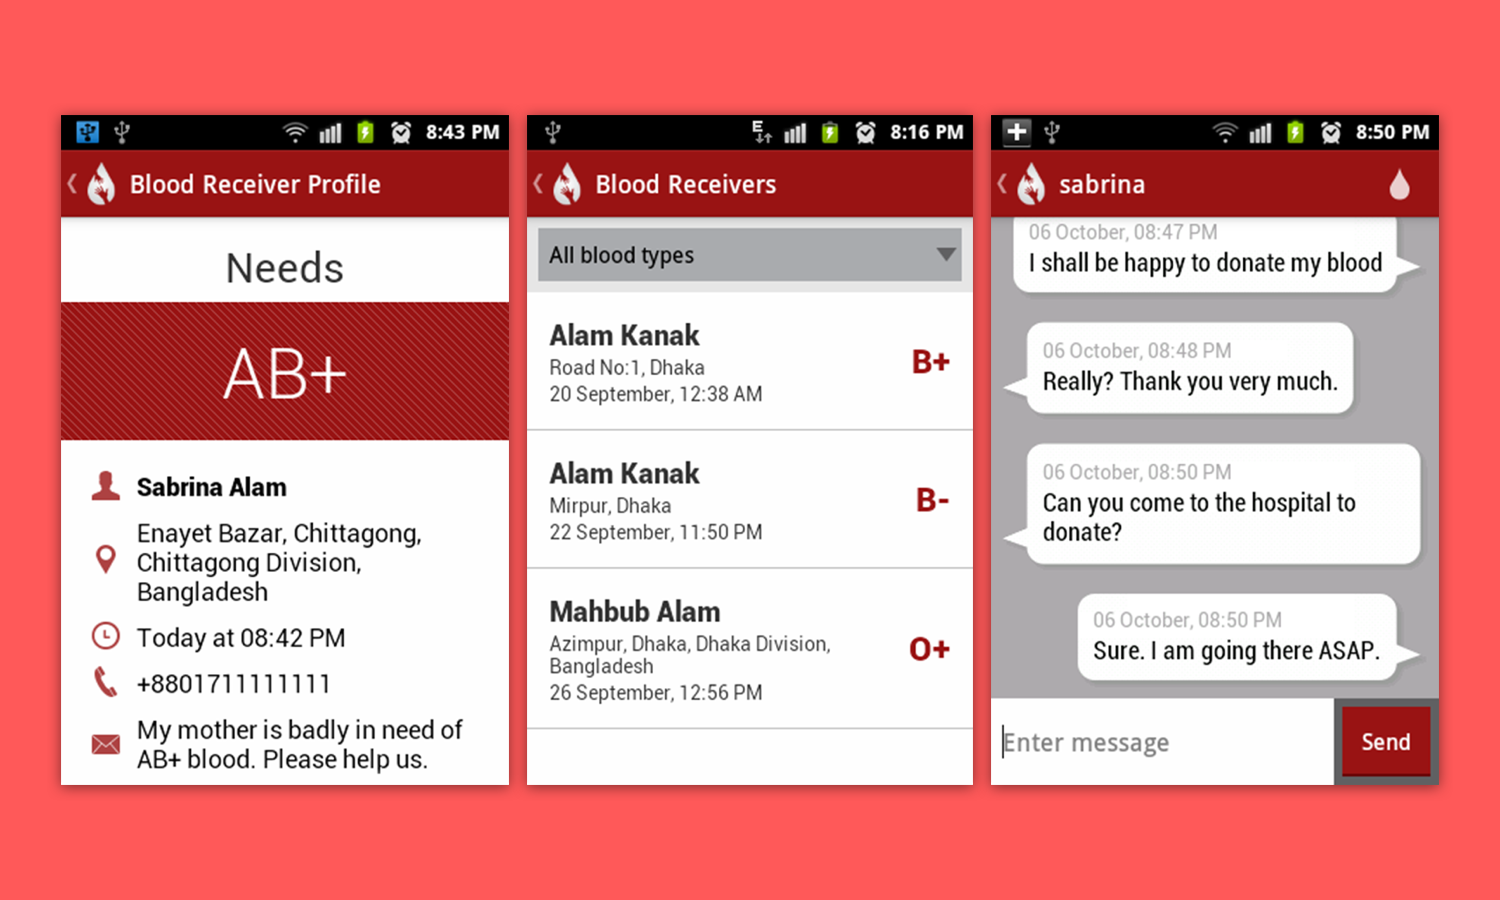 8:43 PM
Blood Receiver Profile
Needs
AB+
Sabrina Alam
Enayet Bazar, Chittagong,
Chittagong Division,
Bangladesh
Today at 08:42 PM
+8801711111111
My mother is badly in need of
AB+ blood. Please help us.
E
8:16 PM
Blood Receivers
All blood types
Alam Kanak
Road No:1, Dhaka
20 September, 12:38 AM
B+
Alam Kanak
Mirpur, Dhaka
22 September, 11:50 PM
B-
Mahbub Alam
Azimpur, Dhaka, Dhaka Division,
Bangladesh
26 September, 12:56 PM
O+
8:50 PM
sabrina
06 October, 08:47 PM
I shall be happy to donate my blood
06 October, 08:48 PM
Really? Thank you very much.
06 October, 08:50 PM
Can you come to the hospital to
donate?
06 October, 08:50 PM
Sure. I am going there ASAP.
Enter message
Send